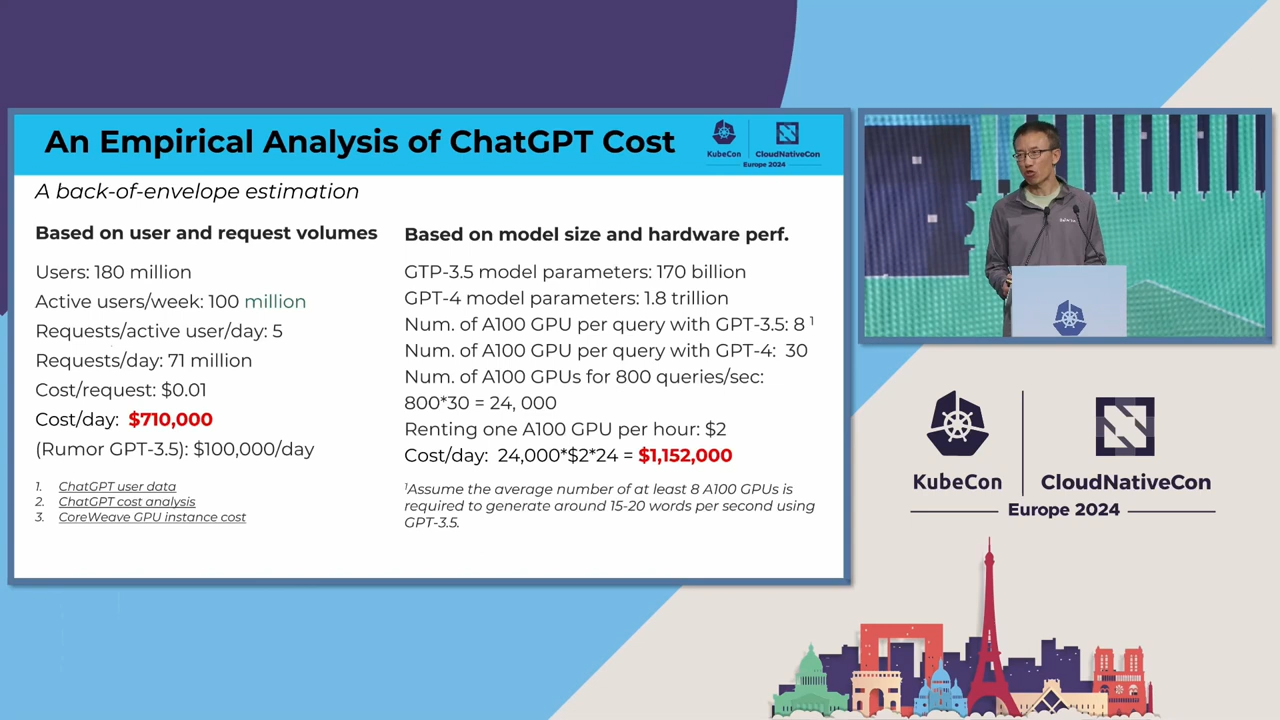 An Empirical Analysis of ChatGPT Cost
KubeCon
CloudNativeCon
Europe 2024
A back-of-envelope estimation
Based on user and request volumes
Users: 180 million
Active users/week: 100 million
Requests/active user/day: 5
Requests/day: 71 million
Cost/request: $0.01
Cost/day: $710,000
(Rumor GPT-3.5): $100,000/day
1. ChatGPT user data
2. ChatGPT cost analysis
3. CoreWeave GPU instance cost
Based on model size and hardware perf.
GTP-3.5 model parameters: 170 billion
GPT-4 model parameters: 1.8 trillion
Num. of A100 GPU per query with GPT-3.5: 8 ¹
Num. of A100 GPU per query with GPT-4: 30
Num. of A100 GPUs for 800 queries/sec:
800*30 = 24, 000
Renting one A100 GPU per hour: $2
Cost/day: 24,000*$2*24 = $1,152,000
¹Assume the average number of at least 8 A100 GPUs is
required to generate around 15-20 words per second using
GPT-3.5.
KubeCon
CloudNativeCon
Europe 2024